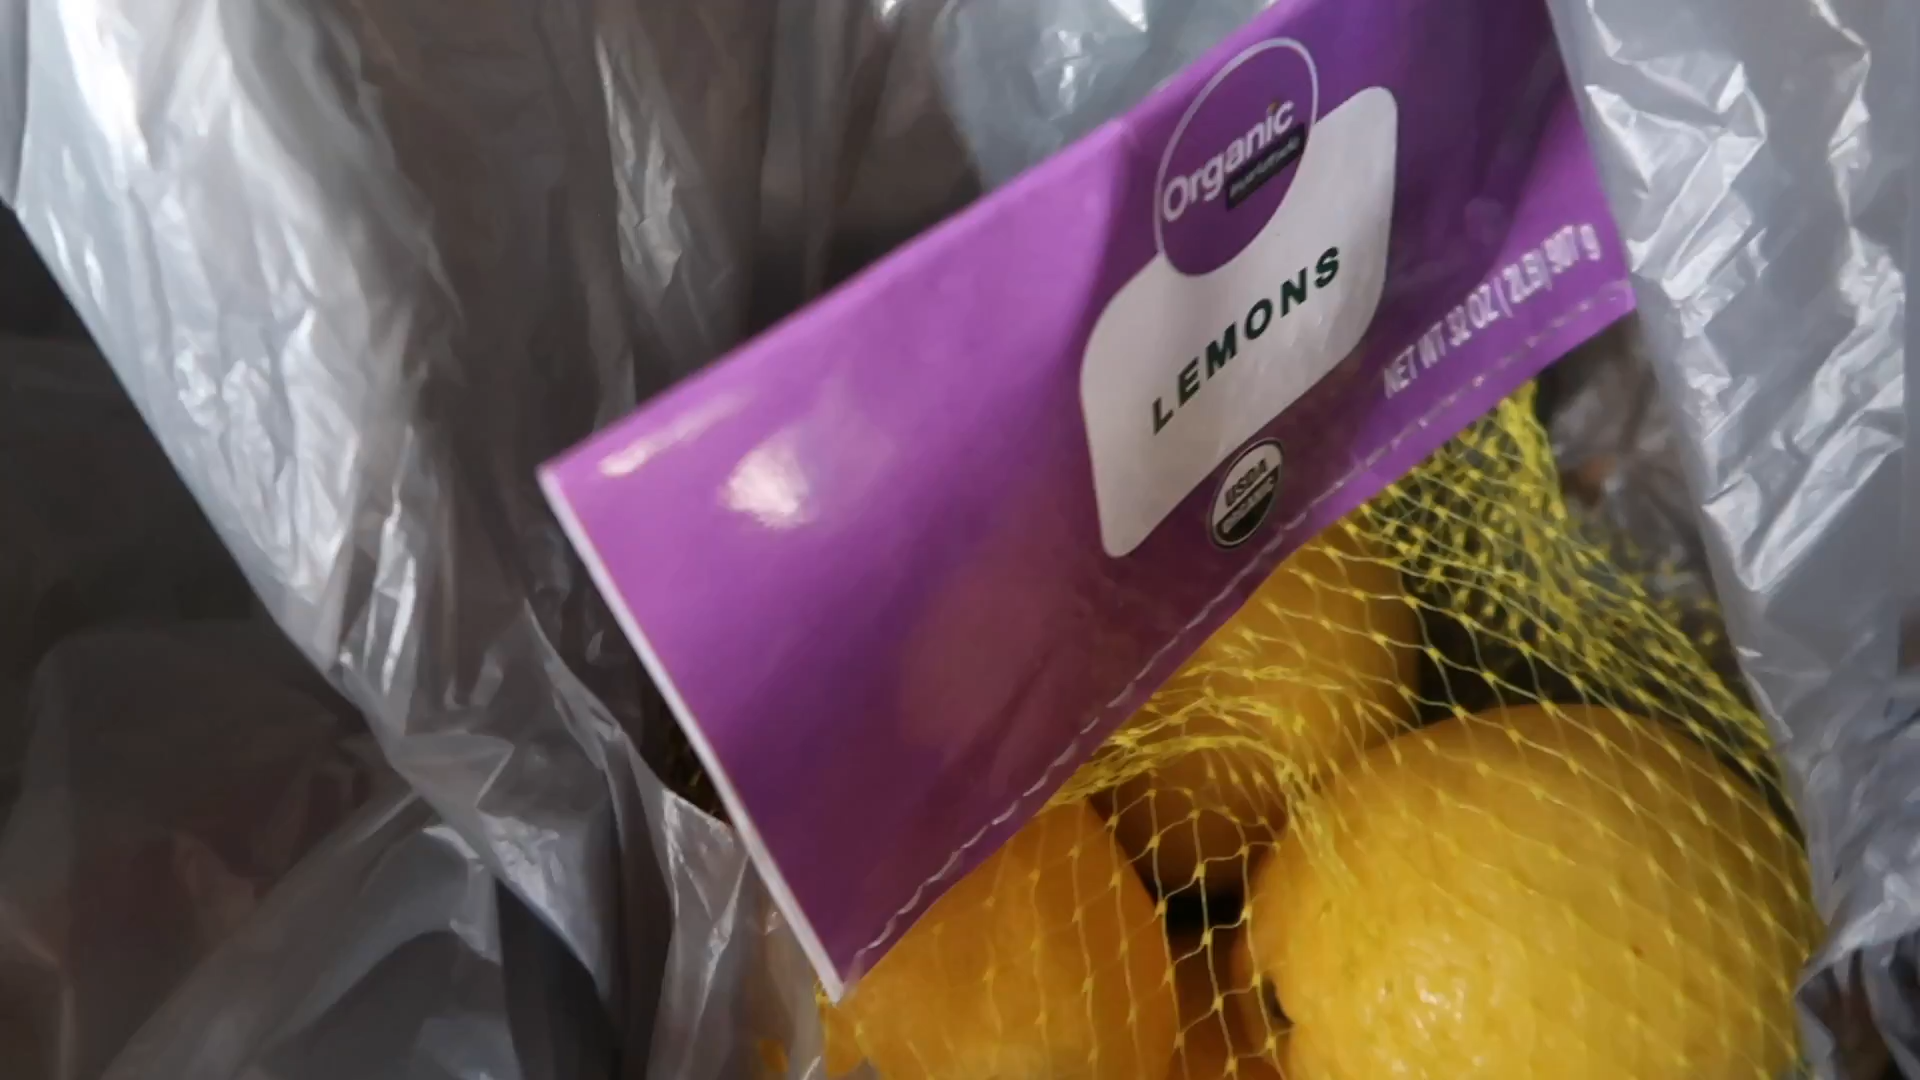 Organic
LEMONS
NET WT 32 OZ (2LB) 907 g
USDA
ORGANIC